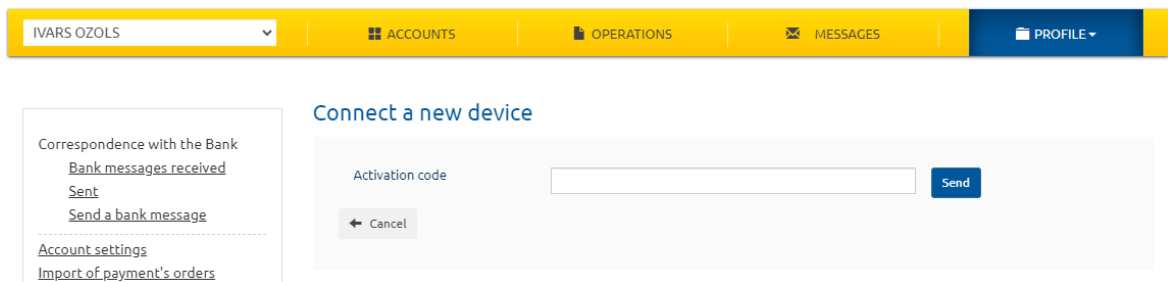 IVARS OZOLS
ACCOUNTS
OPERATIONS
MESSAGES
PROFILE
Correspondence with the Bank
Bank messages received
Sent
Send a bank message
Account settings
Import of payment's orders
Connect a new device
Activation code
Send
Cancel